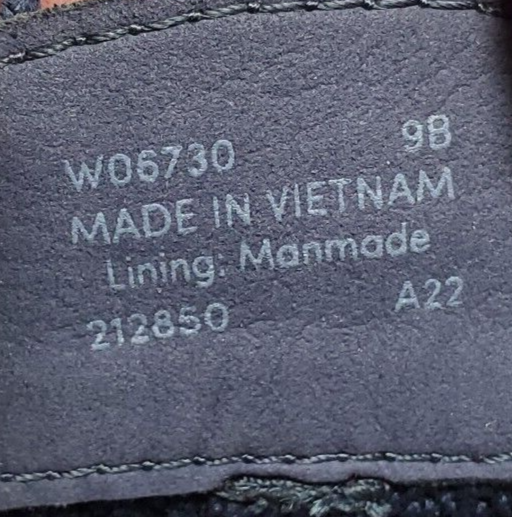 W06730 9B
MADE IN VIETNAM
Lining: Manmade
212850 A22